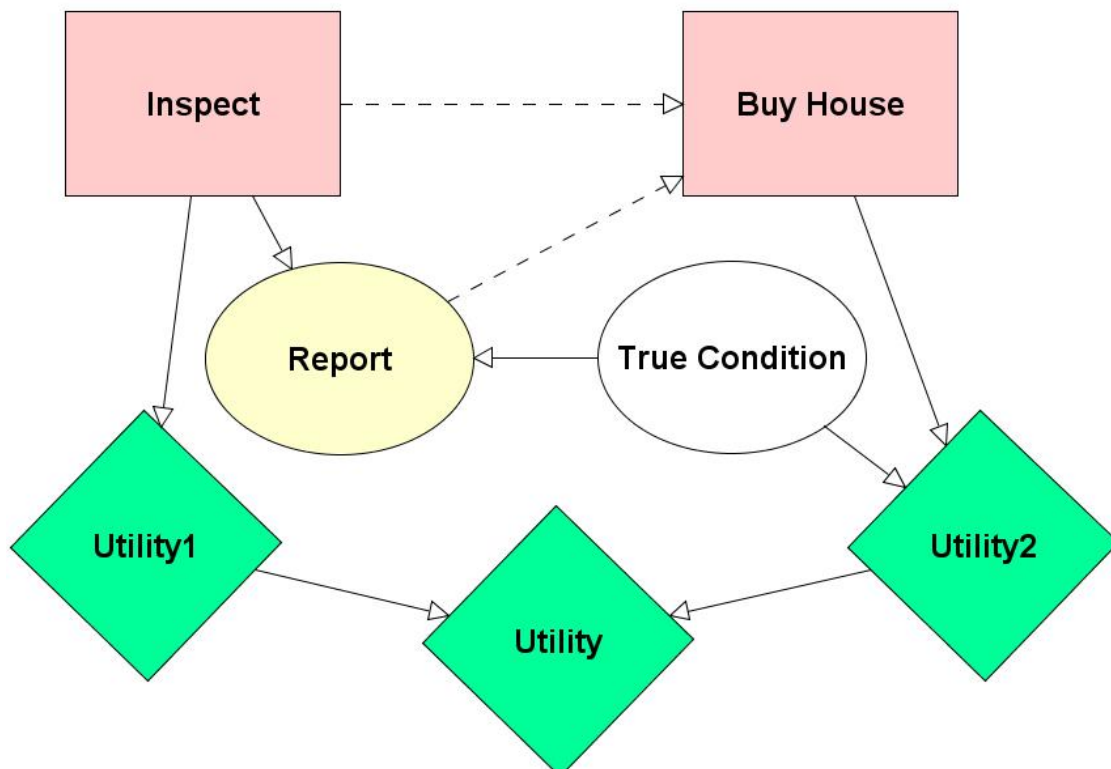 Inspect
Buy House
Report
True Condition
Utility1
Utility2
Utility